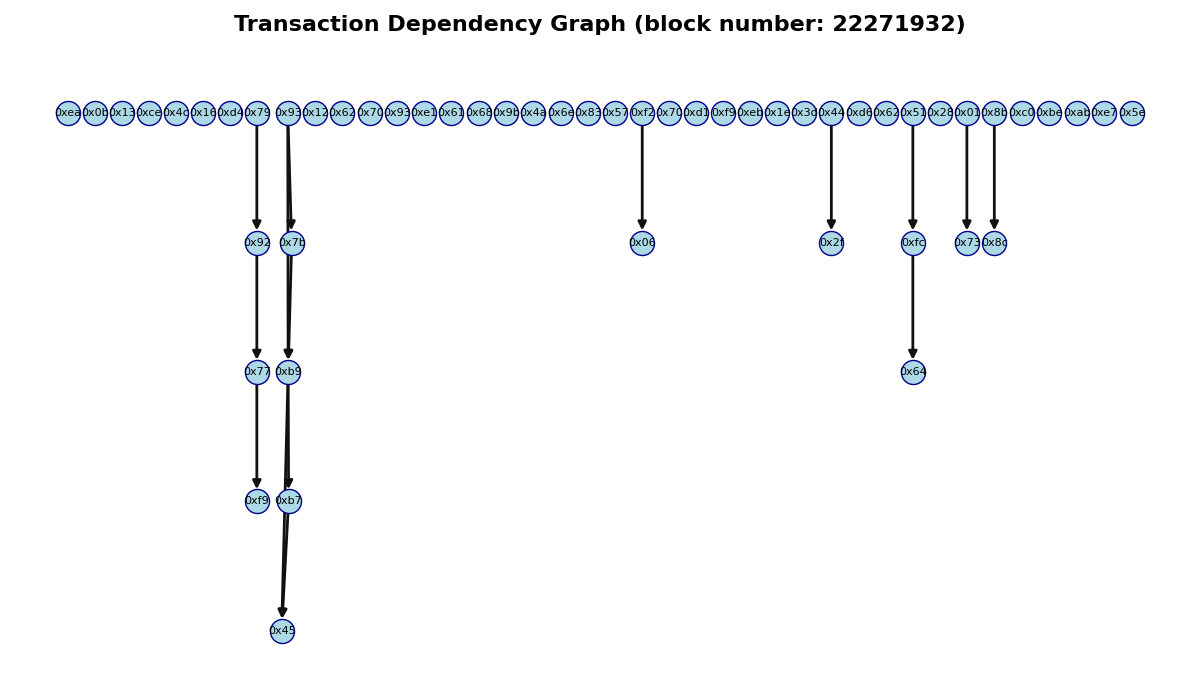 Transaction Dependency Graph (block number: 22271932)
0xea 0x0b 0x13 0xce 0x4c 0x16 0xd4 0x79 0x93 0x12 0x62 0x70 0x93 0xe1 0x61 0x68 0x9b 0x4a 0x6e 0x83 0x57 0xf2 0x70 0xd1 0xf9 0xeb 0x1e 0x3d 0x44 0xd6 0x62 0x51 0x28 0x01 0x8b 0xc0 0xbe 0xab 0xe7 0x5e
0x92 0x7b 0x06 0x2f 0xfc 0x73 0x8c
0x77 0xb9 0x64
0xf9 0xb7
0x45